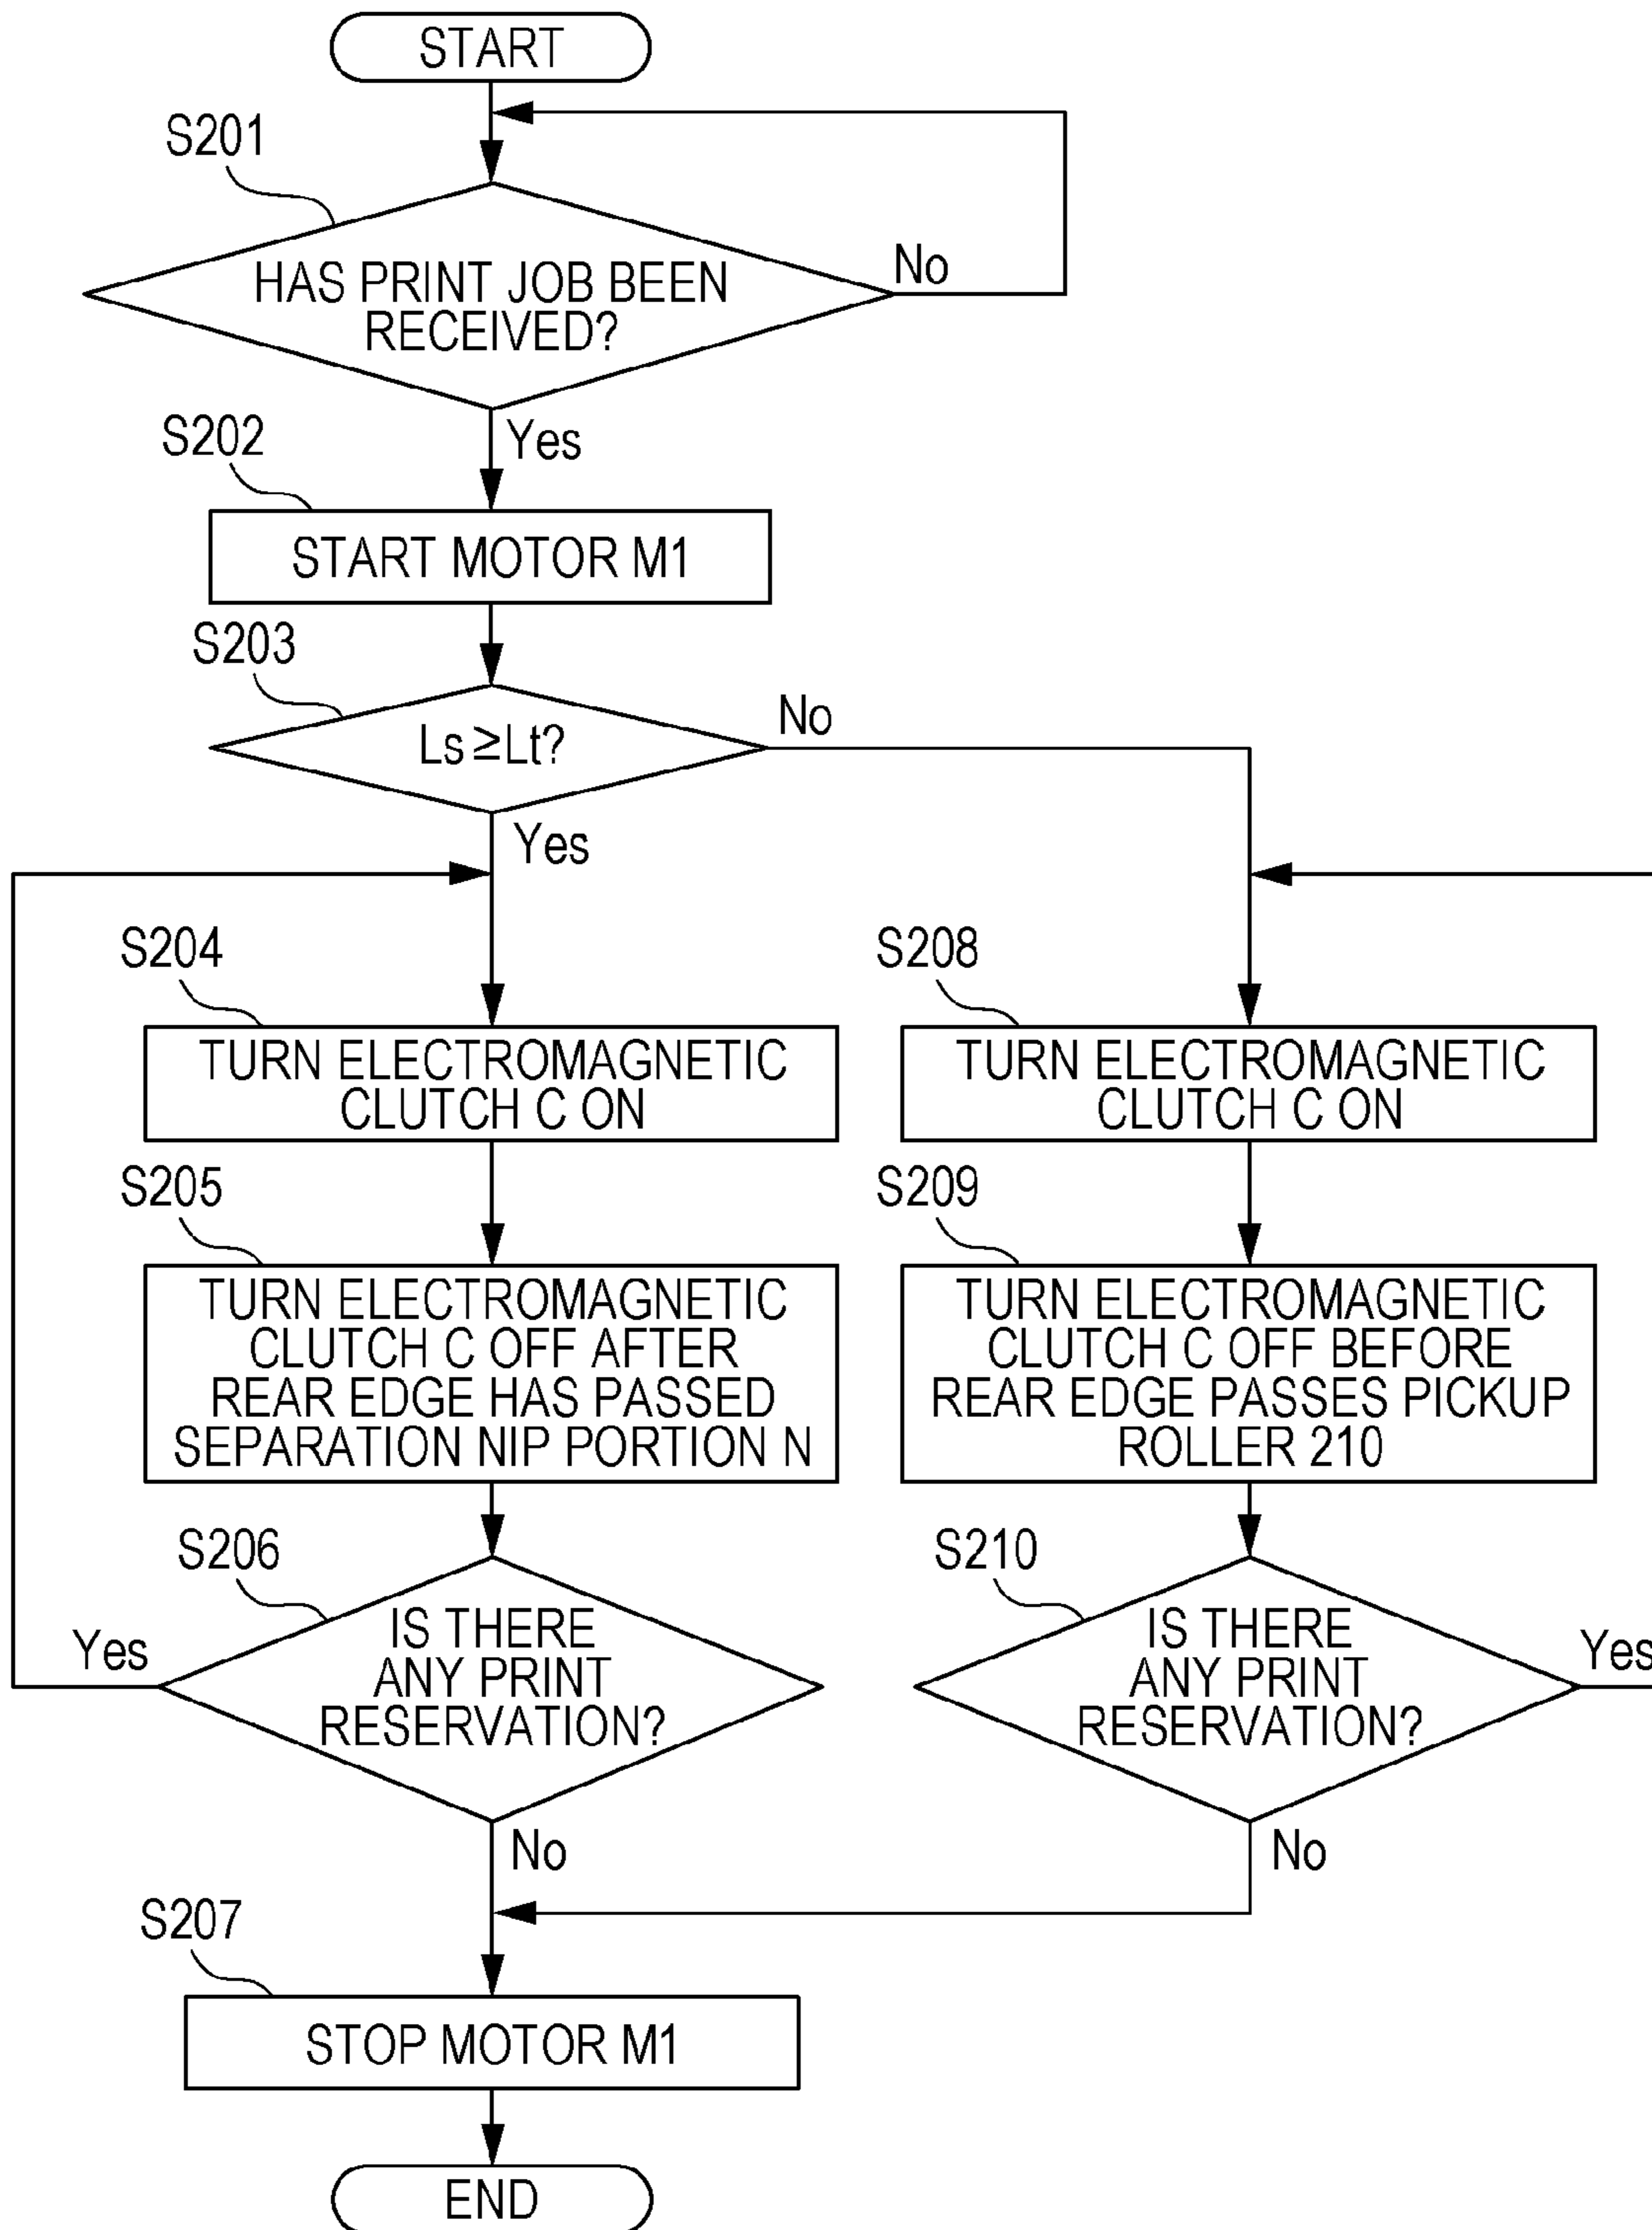 START
S201
HAS PRINT JOB BEEN
RECEIVED?
No
Yes
S202
START MOTOR M1
S203
Ls≥Lt?
No
Yes
S204
TURN ELECTROMAGNETIC
CLUTCH C ON
S208
TURN ELECTROMAGNETIC
CLUTCH C ON
S205
TURN ELECTROMAGNETIC
CLUTCH C OFF AFTER
REAR EDGE HAS PASSED
SEPARATION NIP PORTION N
S209
TURN ELECTROMAGNETIC
CLUTCH C OFF BEFORE
REAR EDGE PASSES PICKUP
ROLLER 210
S206
IS THERE
ANY PRINT
RESERVATION?
Yes
No
S210
IS THERE
ANY PRINT
RESERVATION?
Yes
No
S207
STOP MOTOR M1
END